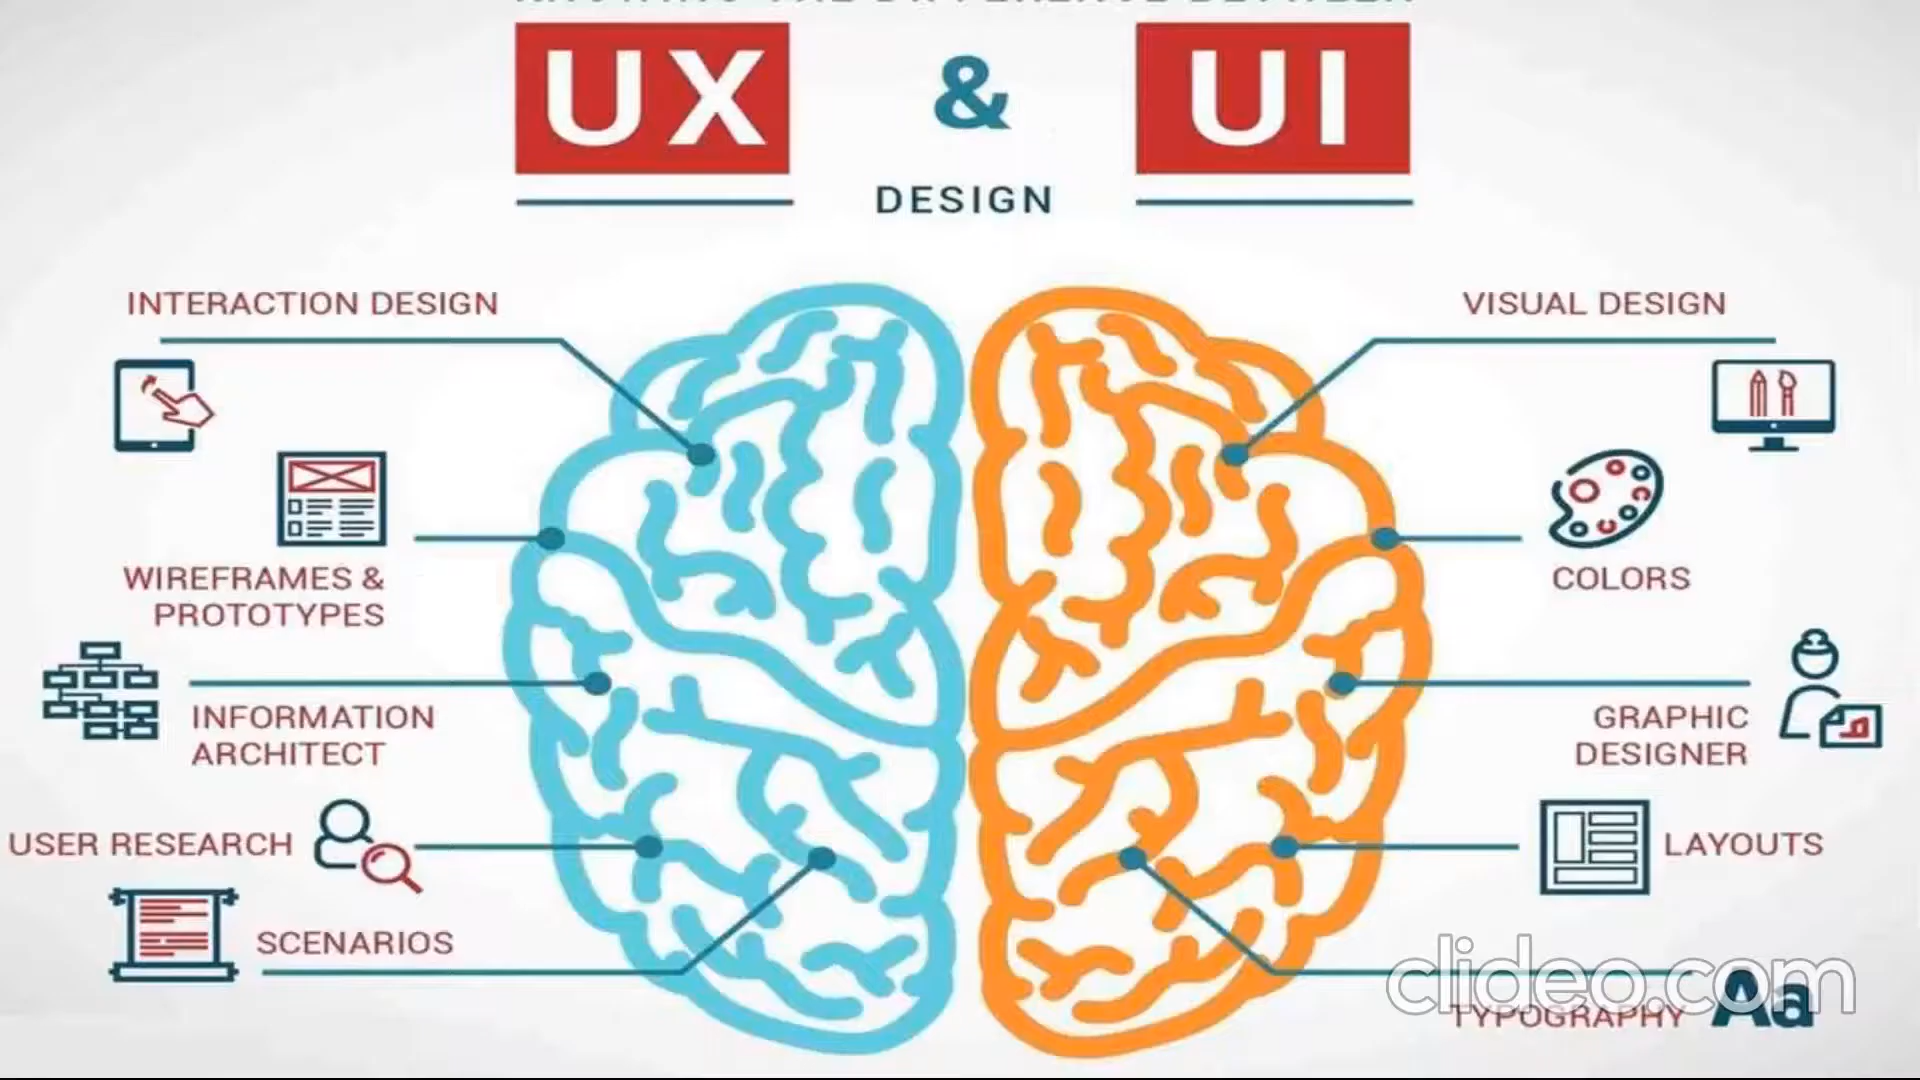 UX & UI
DESIGN
INTERACTION DESIGN
WIREFRAMES &
PROTOTYPES
INFORMATION
ARCHITECT
USER RESEARCH
SCENARIOS
VISUAL DESIGN
COLORS
GRAPHIC
DESIGNER
LAYOUTS
TYPOGRAPHY
Aa
clideo.com